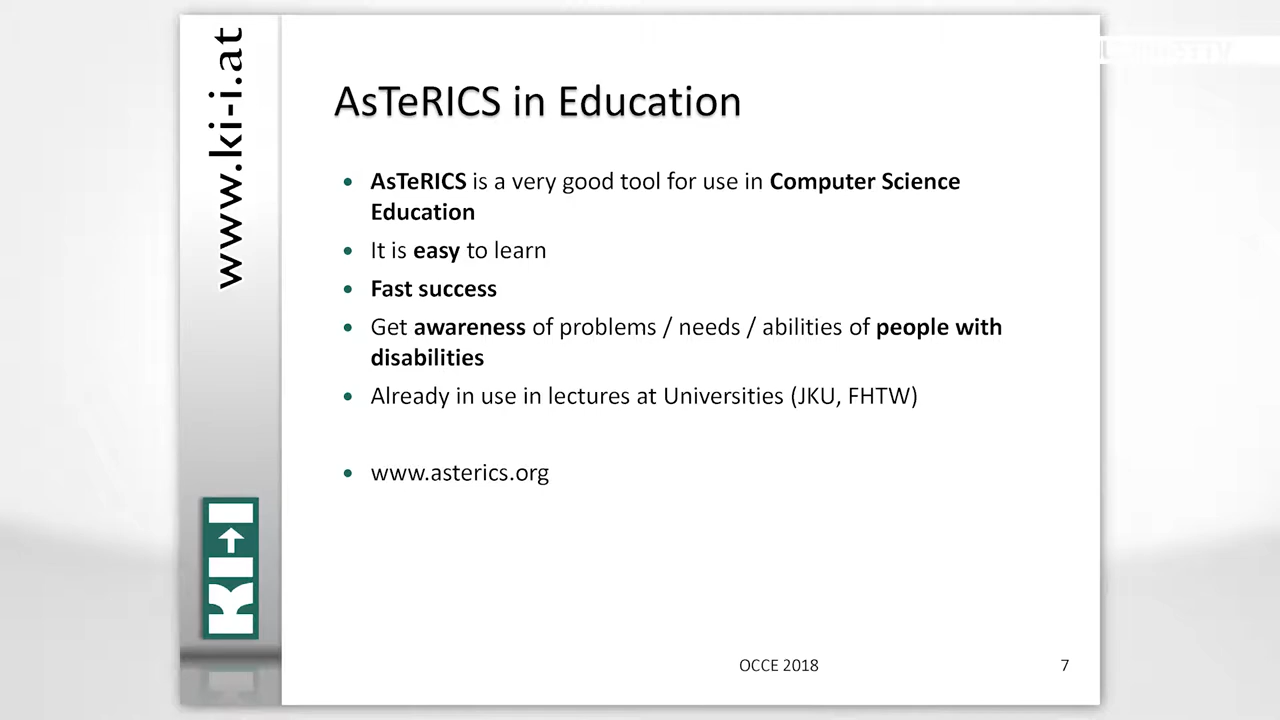 www.ki-i.at
AsTeRICS in Education
• AsTeRICS is a very good tool for use in Computer Science
Education
• It is easy to learn
• Fast success
• Get awareness of problems / needs / abilities of people with
disabilities
• Already in use in lectures at Universities (JKU, FHTW)
• www.asterics.org
KI-I
OCCE 2018
7